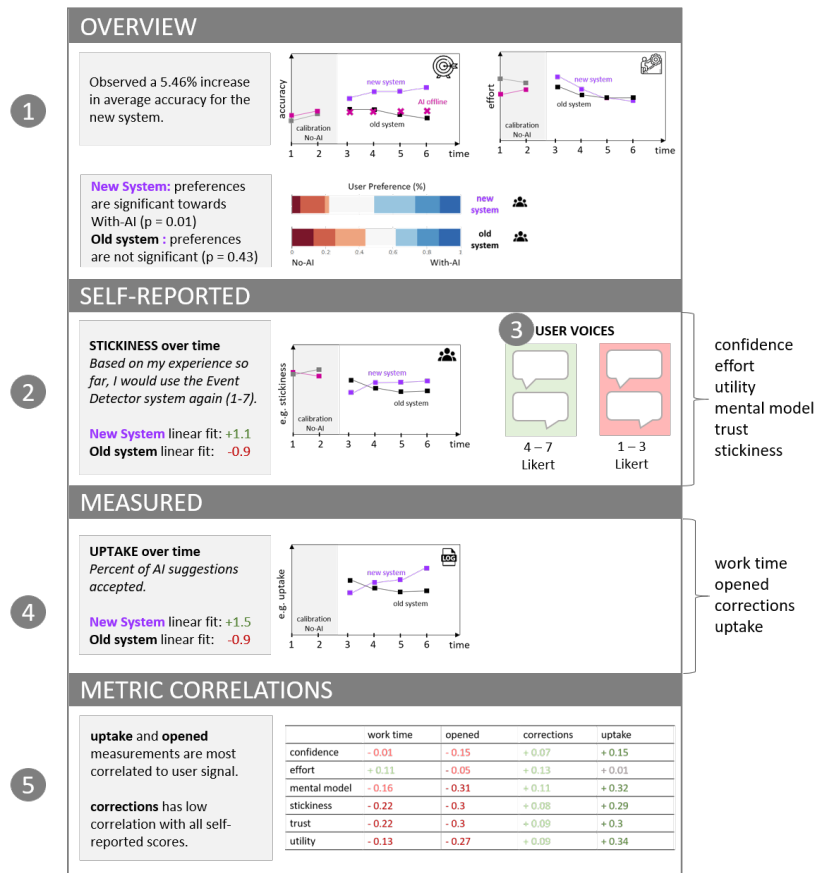 OVERVIEW
1
Observed a 5.46% increase
in average accuracy for the
new system.
accuracy
new system
AI offline
old system
calibration
No-AI
1 2 3 4 5 6 time
effort
new system
old system
calibration
No-AI
1 2 3 4 5 6 time
New System: preferences
are significant towards
With-AI (p = 0.01)
Old system : preferences
are not significant (p = 0.43)
User Preference (%)
new
system
old
system
0 0.2 0.4 0.6 0.8 1
No-AI With-AI
SELF-REPORTED
2
STICKINESS over time
Based on my experience so
far, I would use the Event
Detector system again (1-7).
New System linear fit: +1.1
Old system linear fit: -0.9
e.g. stickiness
new system
old system
calibration
No-AI
1 2 3 4 5 6 time
3 USER VOICES
4 – 7
Likert
1 – 3
Likert
confidence
effort
utility
mental model
trust
stickiness
MEASURED
4
UPTAKE over time
Percent of AI suggestions
accepted.
New System linear fit: +1.5
Old system linear fit: -0.9
e.g. uptake
new system
old system
LOG
calibration
No-AI
1 2 3 4 5 6 time
work time
opened
corrections
uptake
METRIC CORRELATIONS
5
uptake and opened
measurements are most
correlated to user signal.
corrections has low
correlation with all self-
reported scores.
work time opened corrections uptake
confidence - 0.01 - 0.15 + 0.07 + 0.15
effort + 0.11 - 0.05 + 0.13 + 0.01
mental model - 0.16 - 0.31 + 0.11 + 0.32
stickiness - 0.22 - 0.3 + 0.08 + 0.29
trust - 0.22 - 0.3 + 0.09 + 0.3
utility - 0.13 - 0.27 + 0.09 + 0.34